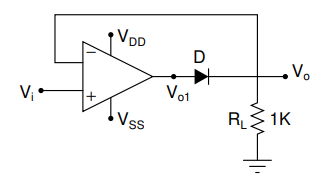 V_DD
D
V_i
−
+
V_o1
V_o
V_SS
R_L 1K